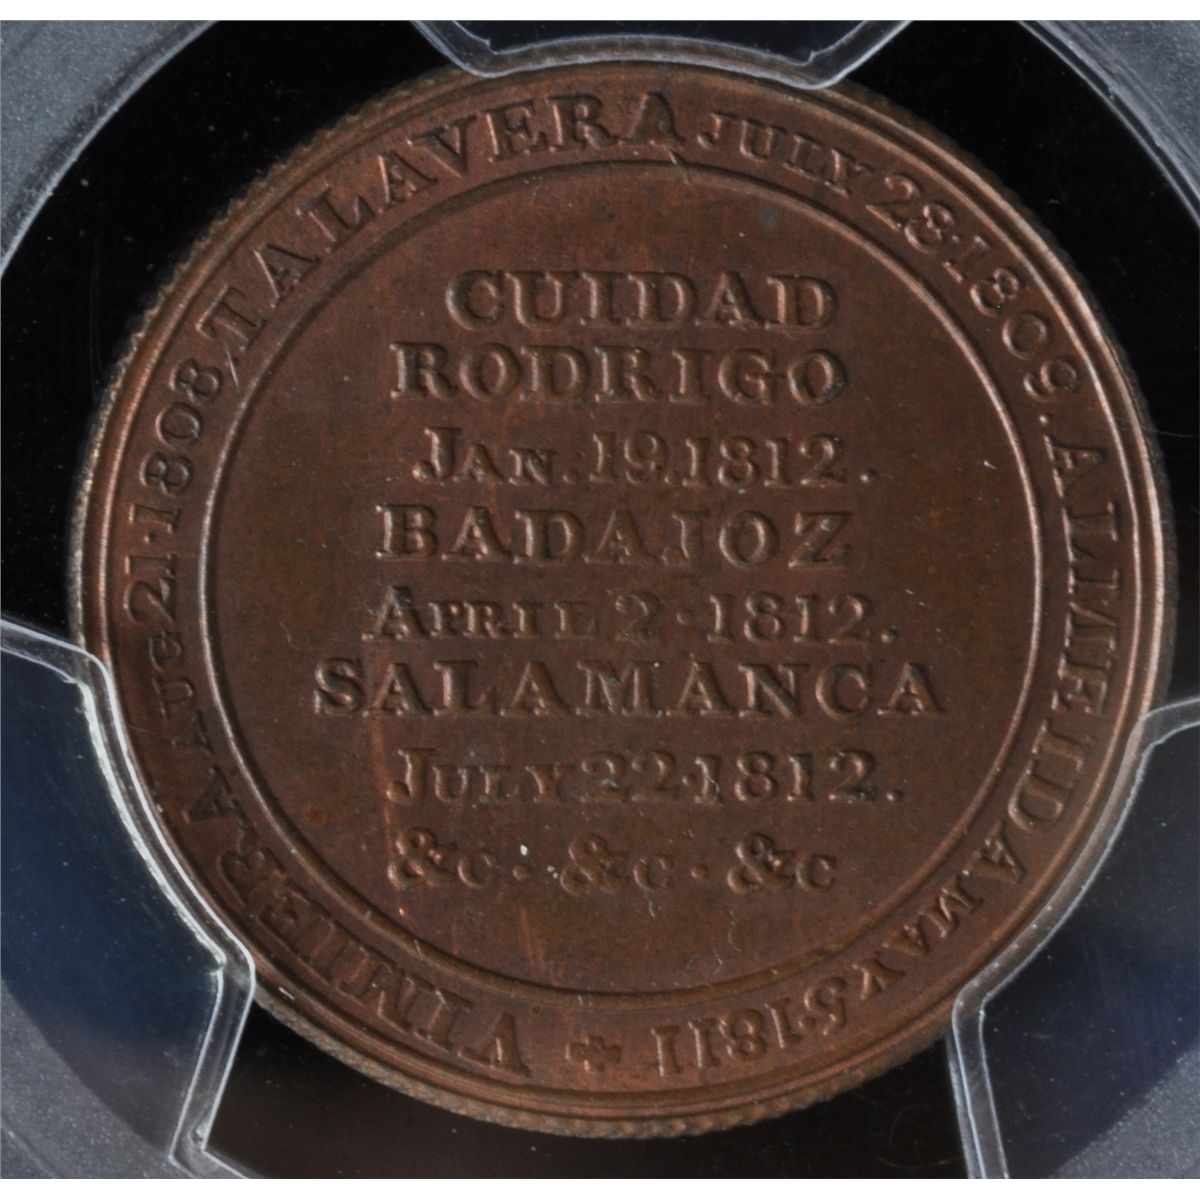 VIMIERA AUG 21·1808, TALAVERA JULY 28·1809. ALMEIDA MAY 5·1811
CUIDAD
RODRIGO
JAN. 19.1812.
BADAJOZ
APRIL 2·1812.
SALAMANCA
JULY 22·1812.
&c · &c · &c